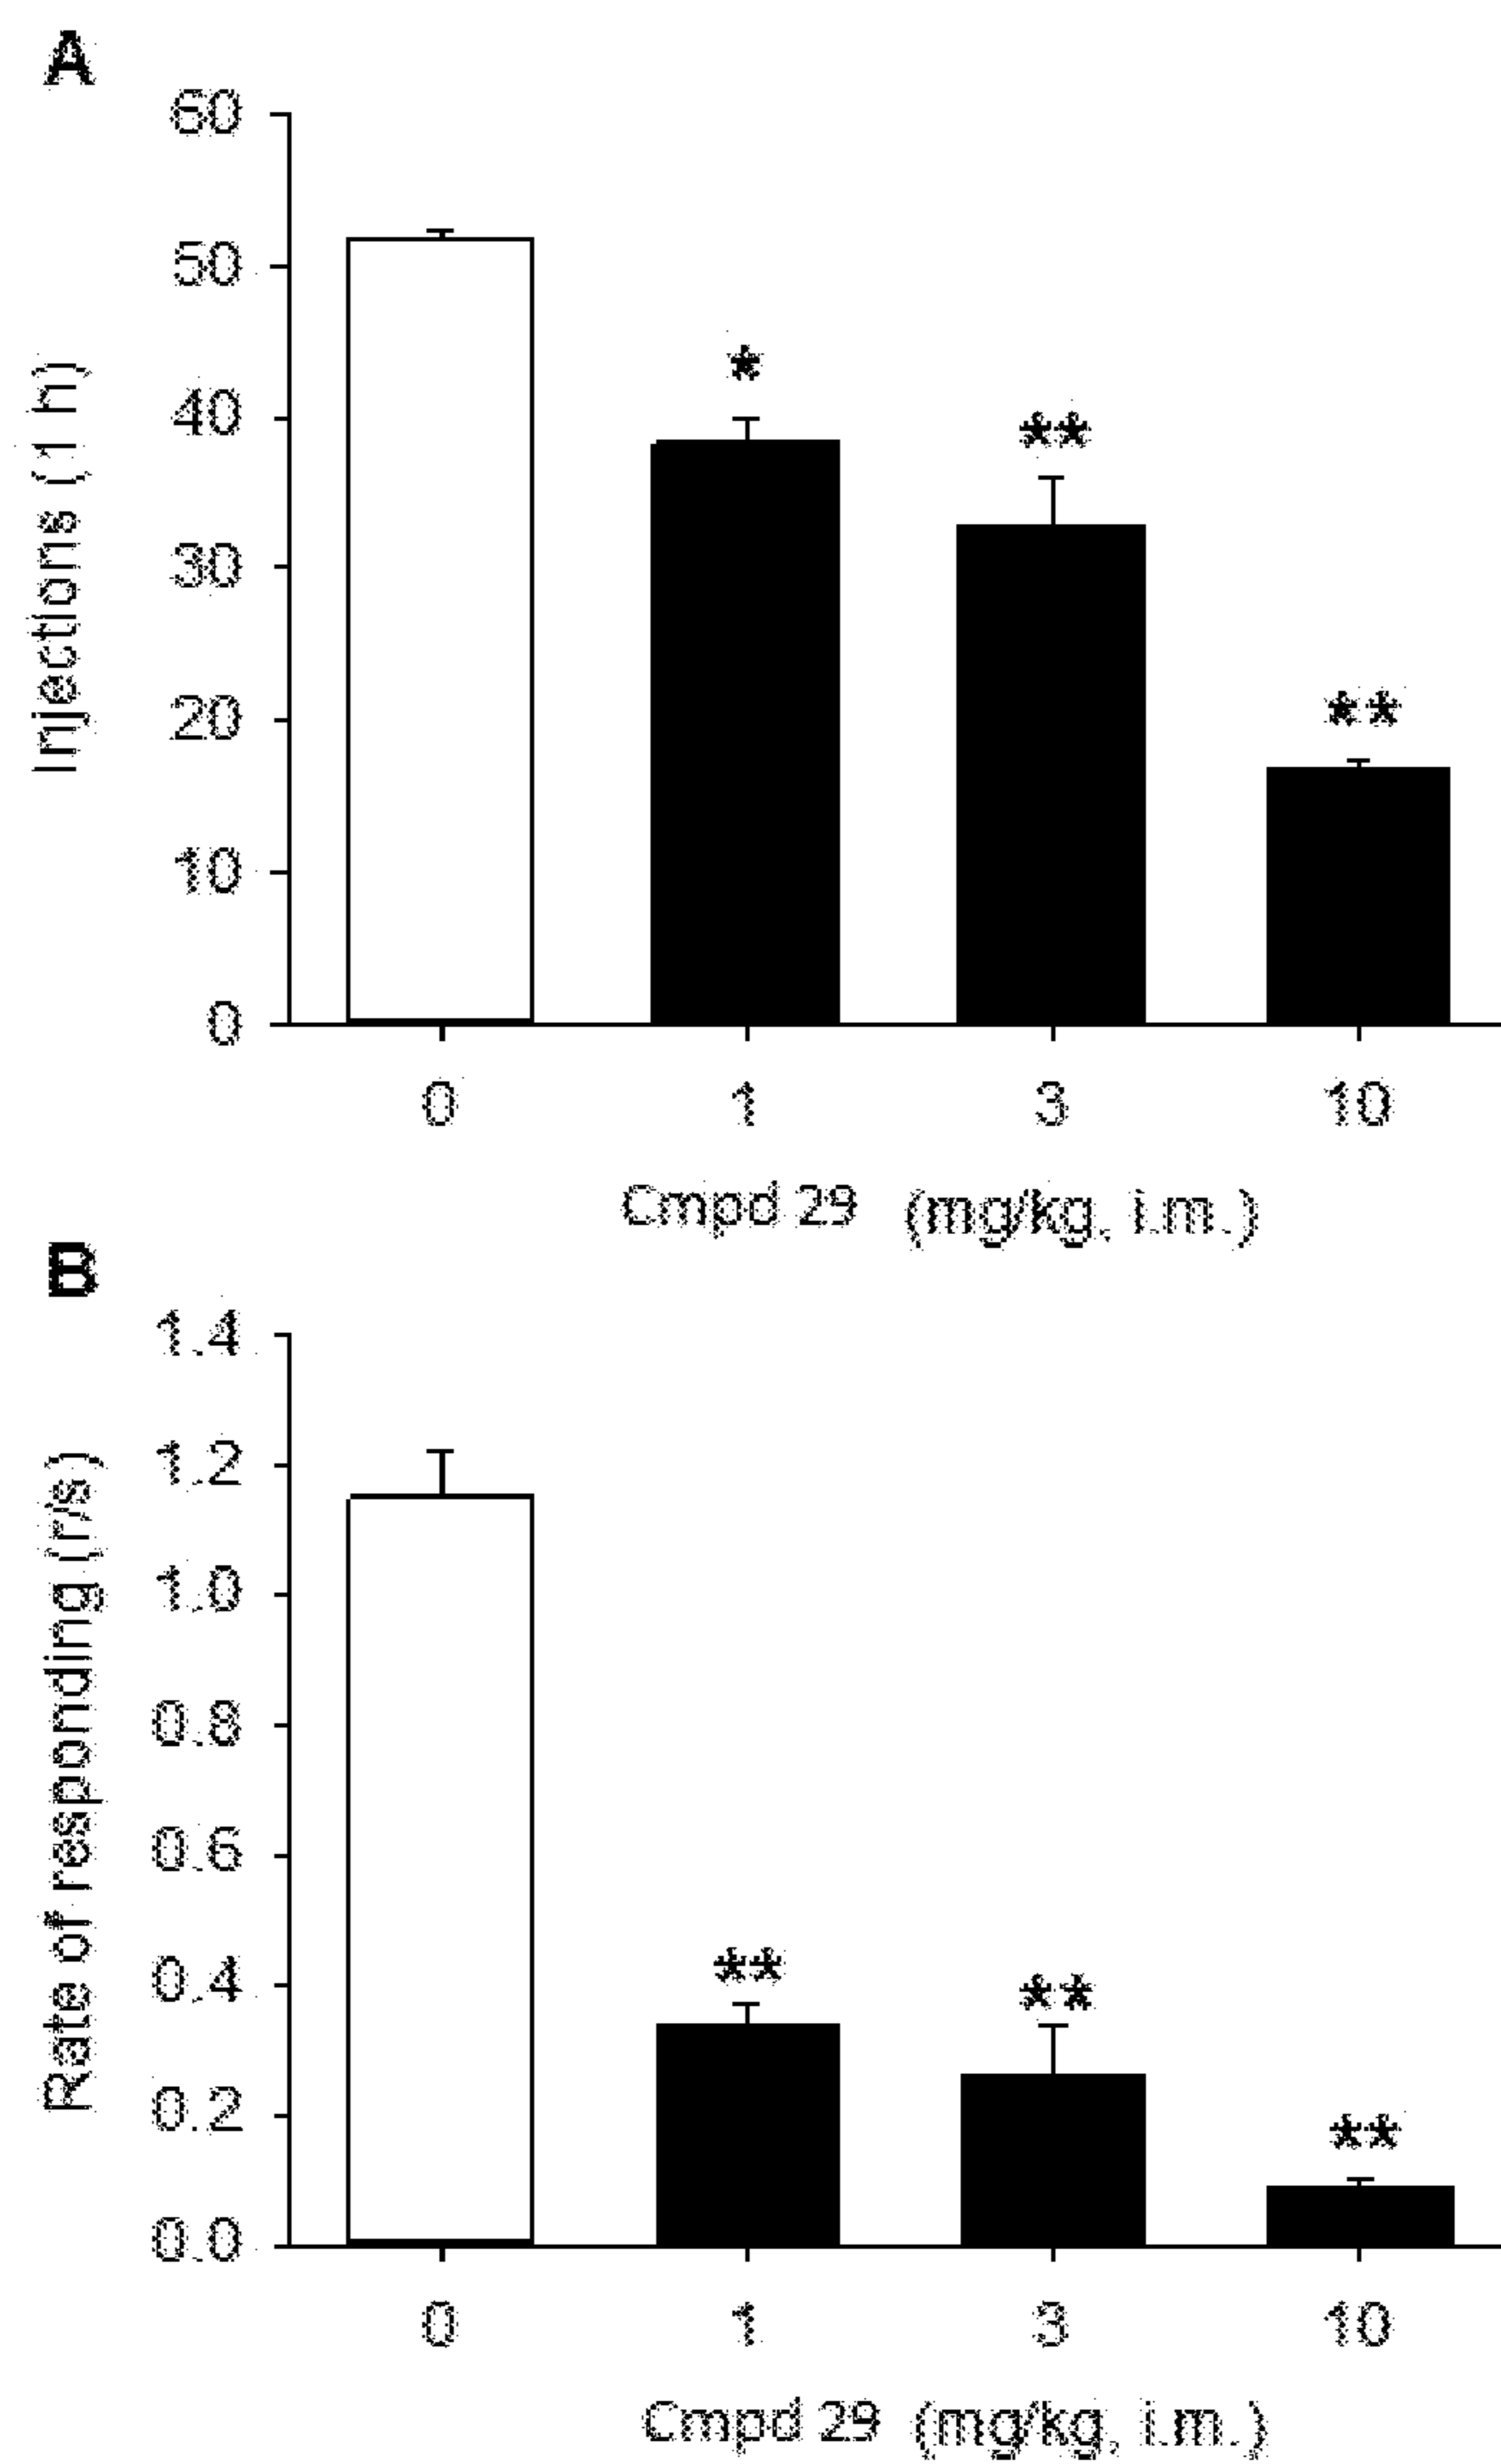 A
60
50
40
30
20
10
0
Injections (1 h)
*
**
**
0 1 3 10
Cmpd 29 (mg/kg, i.m.)
B
1.4
1.2
1.0
0.8
0.6
0.4
0.2
0.0
Rate of responding (r/s)
**
**
**
0 1 3 10
Cmpd 29 (mg/kg, i.m.)